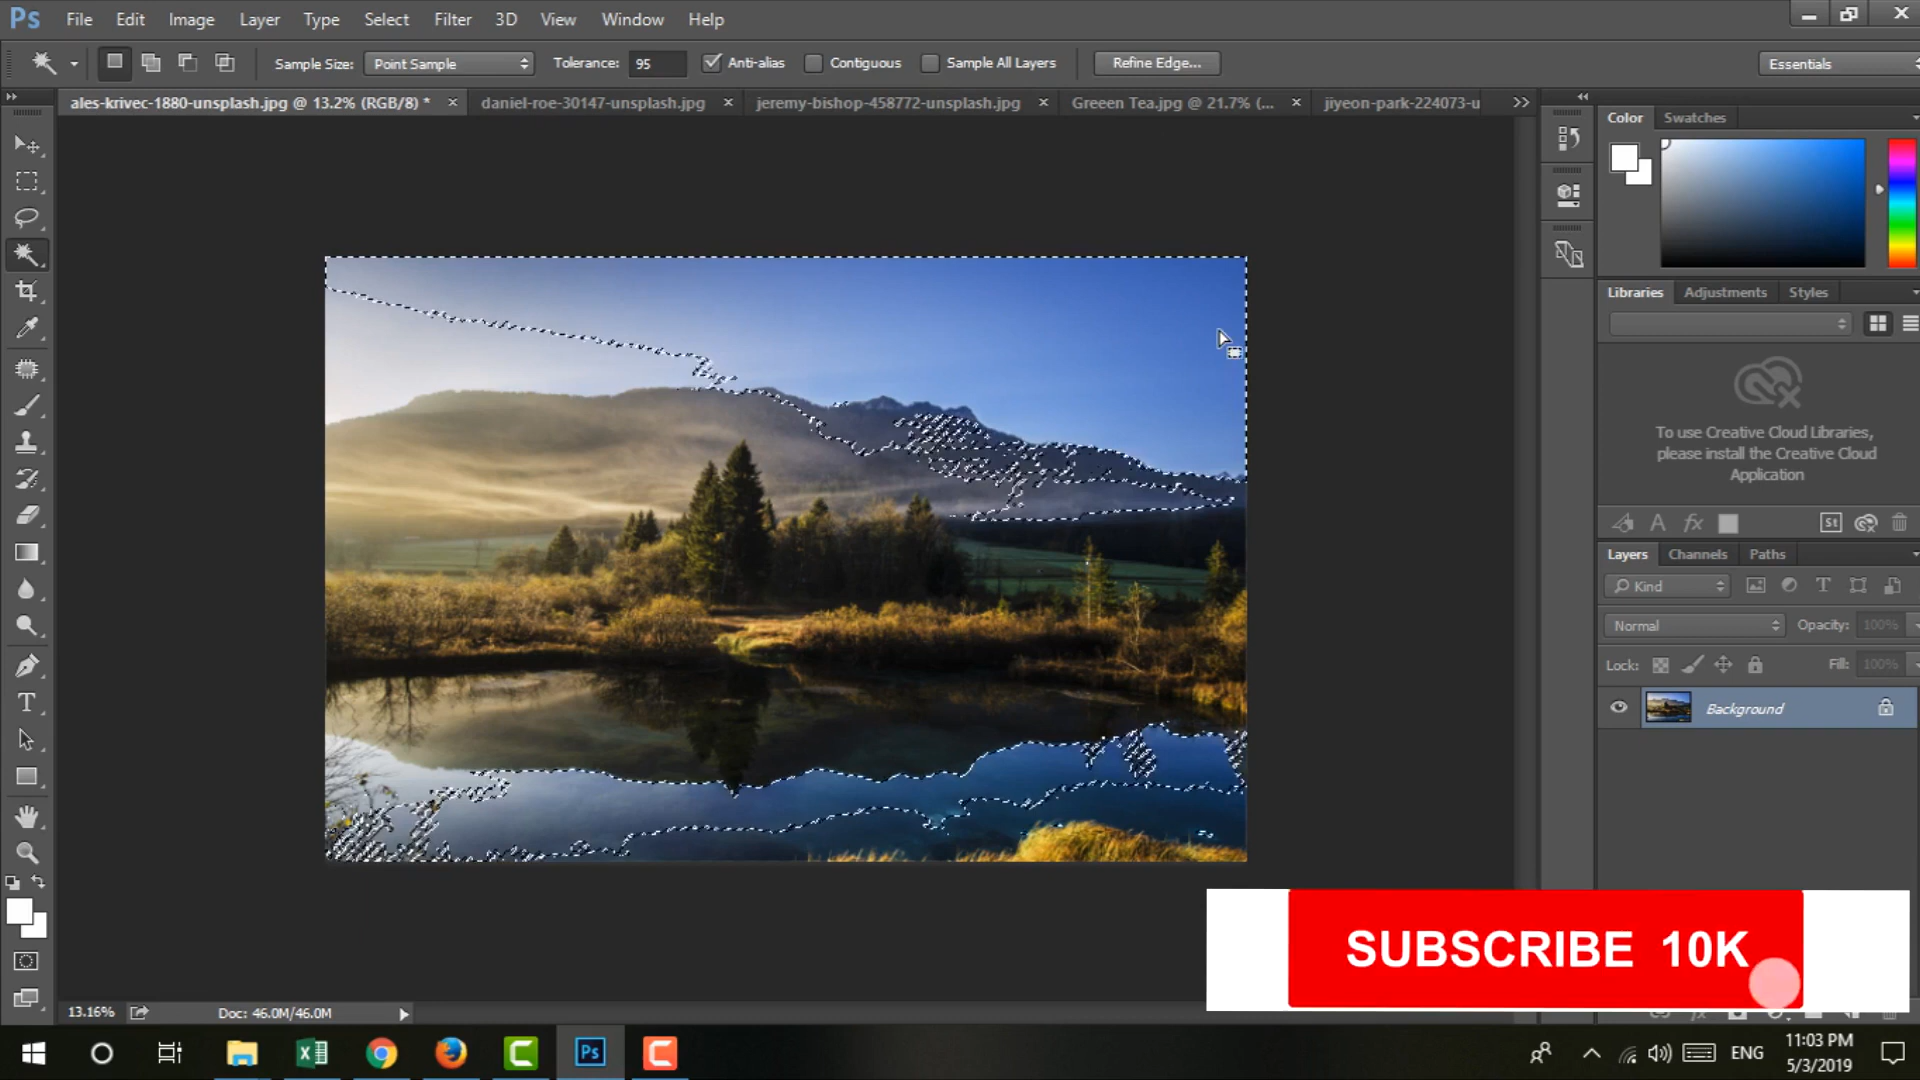 Ps File Edit Image Layer Type Select Filter 3D View Window Help
Sample Size: Point Sample Tolerance: 95 Anti-alias Contiguous Sample All Layers Refine Edge... Essentials
ales-krivec-1880-unsplash.jpg @ 13.2% (RGB/8) * daniel-roe-30147-unsplash.jpg jeremy-bishop-458772-unsplash.jpg Greeen Tea.jpg @ 21.7% (... jiyeon-park-224073-u
Color Swatches
Libraries Adjustments Styles
To use Creative Cloud Libraries,
please install the Creative Cloud
Application
St
Layers Channels Paths
Kind
Normal Opacity: 100%
Lock: Fill: 100%
Background
SUBSCRIBE 10K
13.16% Doc: 46.0M/46.0M
Ps ENG
11:03 PM
5/3/2019